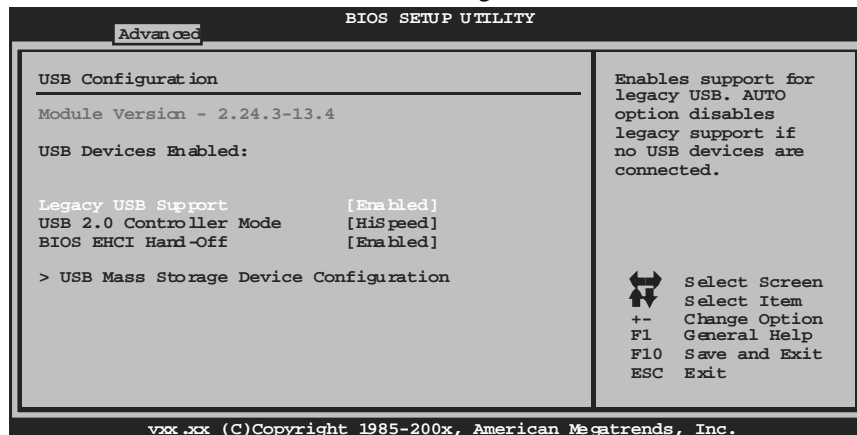 BIOS SETUP UTILITY
Advanced
USB Configuration
Module Version - 2.24.3-13.4
USB Devices Enabled:
Legacy USB Support [Enabled]
USB 2.0 Controller Mode [HiSpeed]
BIOS EHCI Hand-Off [Enabled]
> USB Mass Storage Device Configuration
Enables support for
legacy USB. AUTO
option disables
legacy support if
no USB devices are
connected.
Select Screen
Select Item
+- Change Option
F1 General Help
F10 Save and Exit
ESC Exit
vxx.xx (C)Copyright 1985-200x, American Megatrends, Inc.